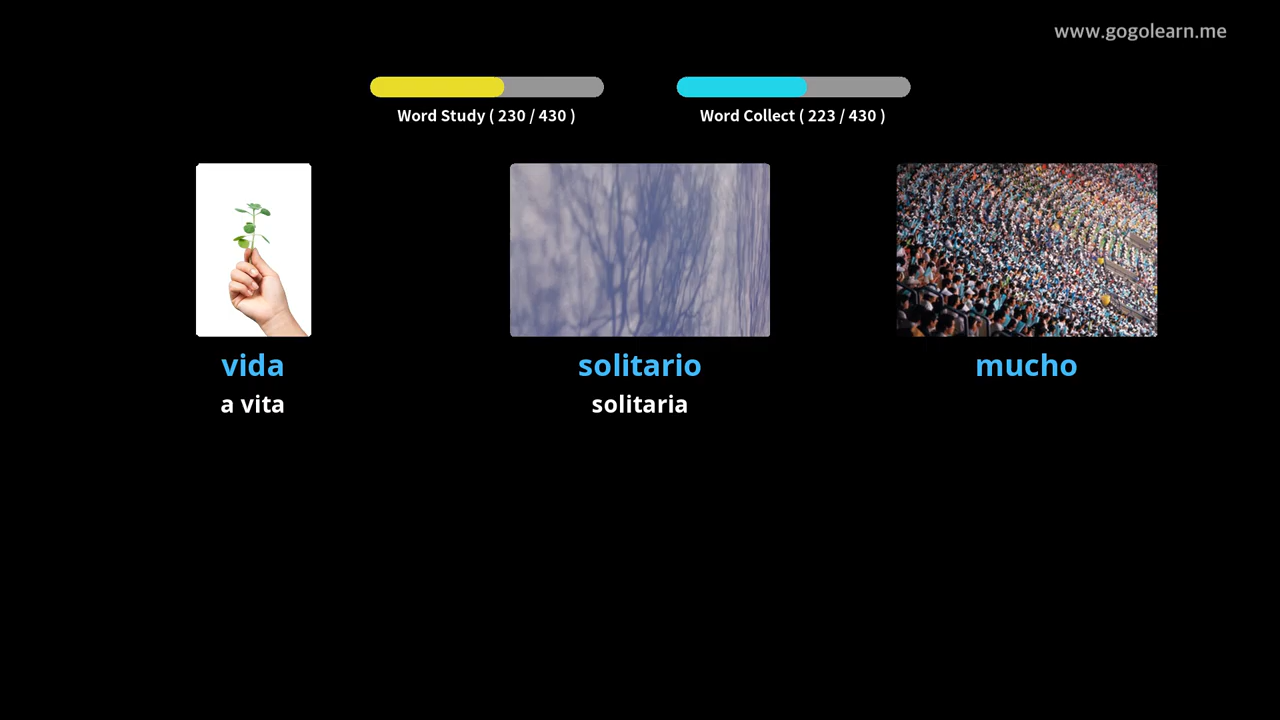 www.gogolearn.me
Word Study ( 230 / 430 )
Word Collect ( 223 / 430 )
vida
a vita
solitario
solitaria
mucho